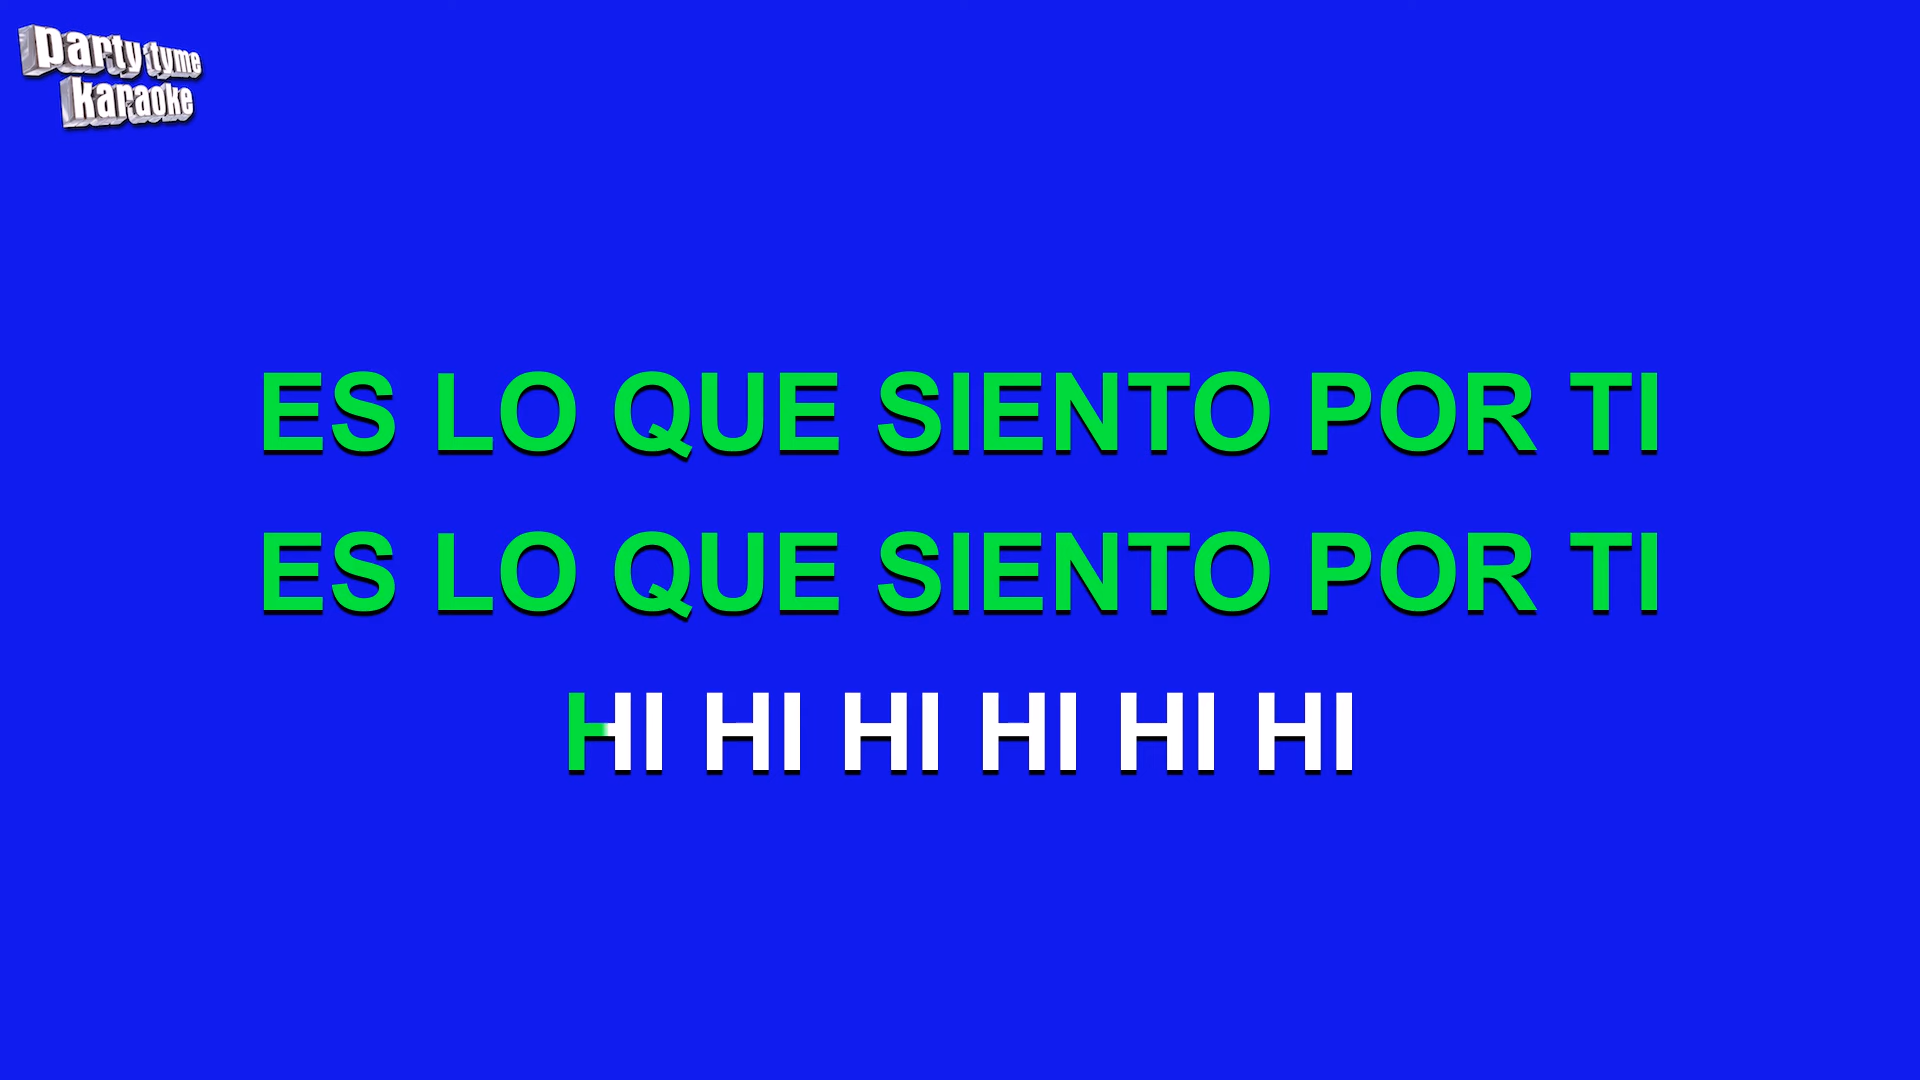 party tyme
karaoke
ES LO QUE SIENTO POR TI
ES LO QUE SIENTO POR TI
HI HI HI HI HI HI